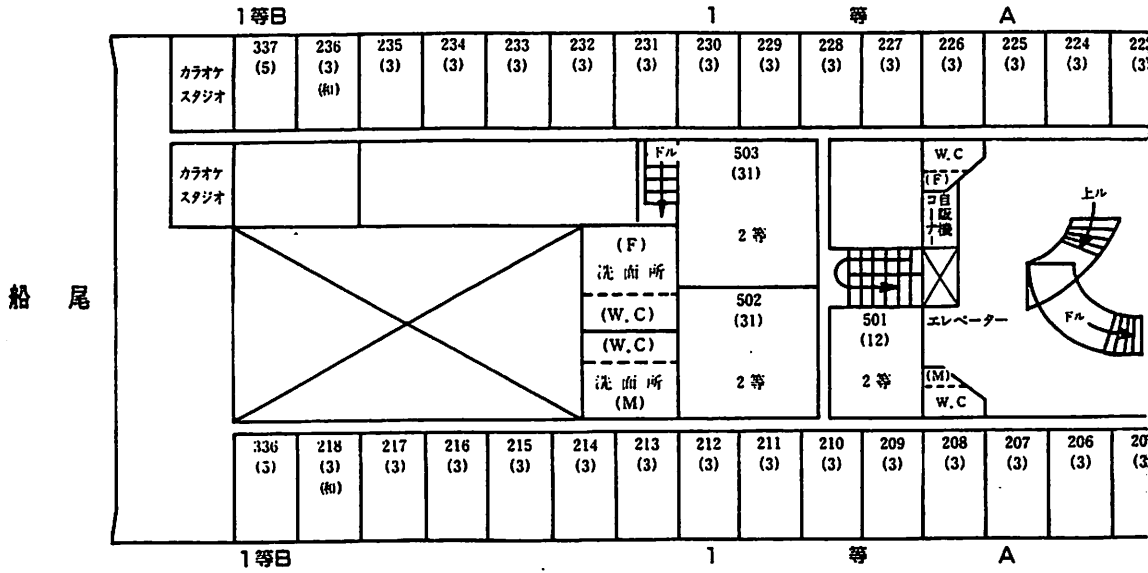 1等B 1 等 A
カラオケ
スタジオ
337
(5)
236
(3)
(和)
235
(3)
234
(3)
233
(3)
232
(3)
231
(3)
230
(3)
229
(3)
228
(3)
227
(3)
226
(3)
225
(3)
224
(3)
カラオケ
スタジオ
ドル
503
(31)
2等
W.C
(F)
自販機
コーナー
上ル
船尾
(F)
洗面所
(W.C)
(W.C)
洗面所
(M)
502
(31)
2等
501
(12)
2等
エレベーター
ドル
(M)
W.C
336
(5)
218
(3)
(和)
217
(3)
216
(3)
215
(3)
214
(3)
213
(3)
212
(3)
211
(3)
210
(3)
209
(3)
208
(3)
207
(3)
206
(3)
1等B 1 等 A